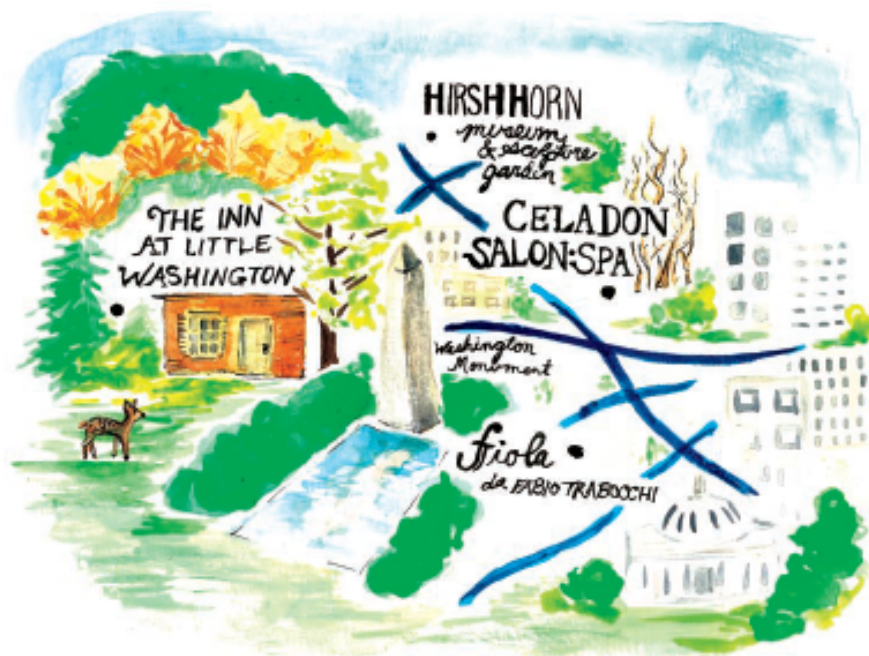 HIRSHHORN
museum
& sculpture
garden
CELADON
SALON:SPA
THE INN
AT LITTLE
WASHINGTON
Washington
Monument
fiola
da FABIO TRABOCCHI